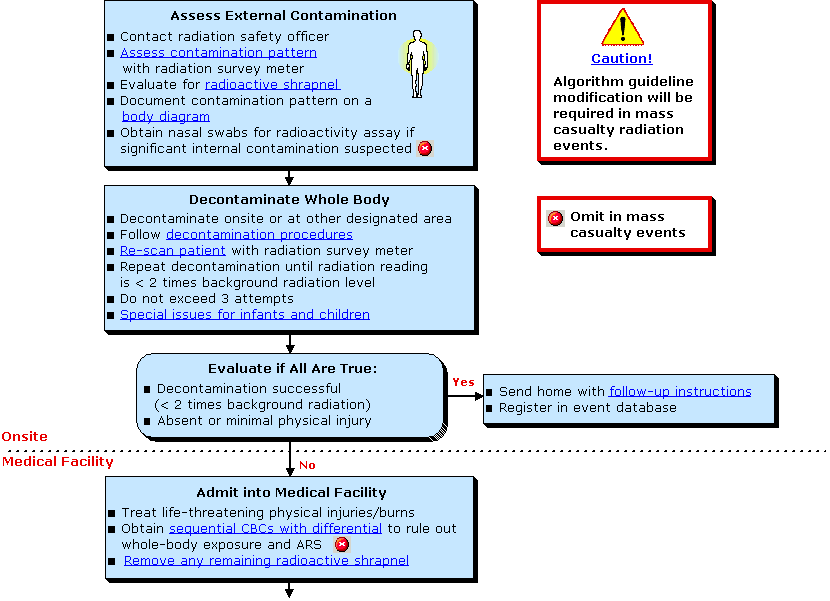 Assess External Contamination
Contact radiation safety officer
Assess contamination pattern
with radiation survey meter
Evaluate for radioactive shrapnel
Document contamination pattern on a
body diagram
Obtain nasal swabs for radioactivity assay if
significant internal contamination suspected
Caution!
Algorithm guideline
modification will be
required in mass
casualty radiation
events.
Omit in mass
casualty events
Decontaminate Whole Body
Decontaminate onsite or at other designated area
Follow decontamination procedures
Re-scan patient with radiation survey meter
Repeat decontamination until radiation reading
is < 2 times background radiation level
Do not exceed 3 attempts
Special issues for infants and children
Evaluate if All Are True:
Decontamination successful
(< 2 times background radiation)
Absent or minimal physical injury
Yes
Send home with follow-up instructions
Register in event database
Onsite
Medical Facility
No
Admit into Medical Facility
Treat life-threatening physical injuries/burns
Obtain sequential CBCs with differential to rule out
whole-body exposure and ARS
Remove any remaining radioactive shrapnel